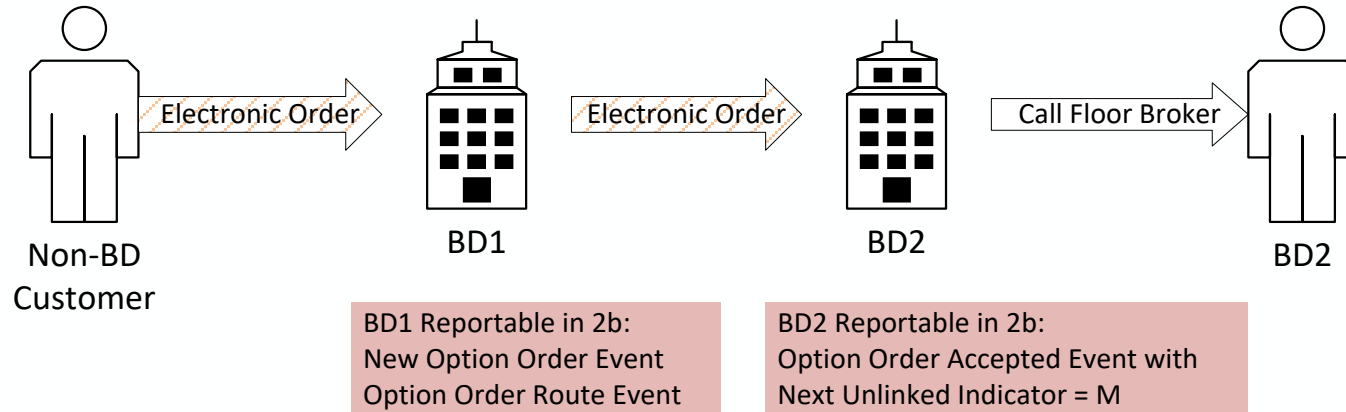 Electronic Order
Electronic Order
Call Floor Broker
Non-BD
Customer
BD1
BD2
BD2
BD1 Reportable in 2b:
New Option Order Event
Option Order Route Event
BD2 Reportable in 2b:
Option Order Accepted Event with
Next Unlinked Indicator = M